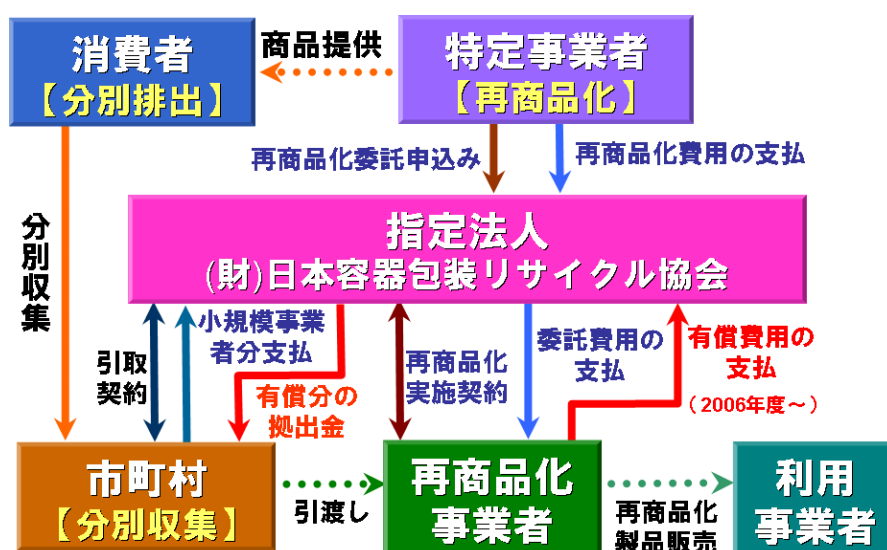 消費者
【分別排出】
商品提供
特定事業者
【再商品化】
再商品化委託申込み
再商品化費用の支払
分別収集
指定法人
(財)日本容器包装リサイクル協会
引取
契約
小規模事業
者分支払
有償分の
拠出金
再商品化
実施契約
委託費用の
支払
有償費用の
支払
（2006年度～）
市町村
【分別収集】
引渡し
再商品化
事業者
再商品化
製品販売
利用
事業者